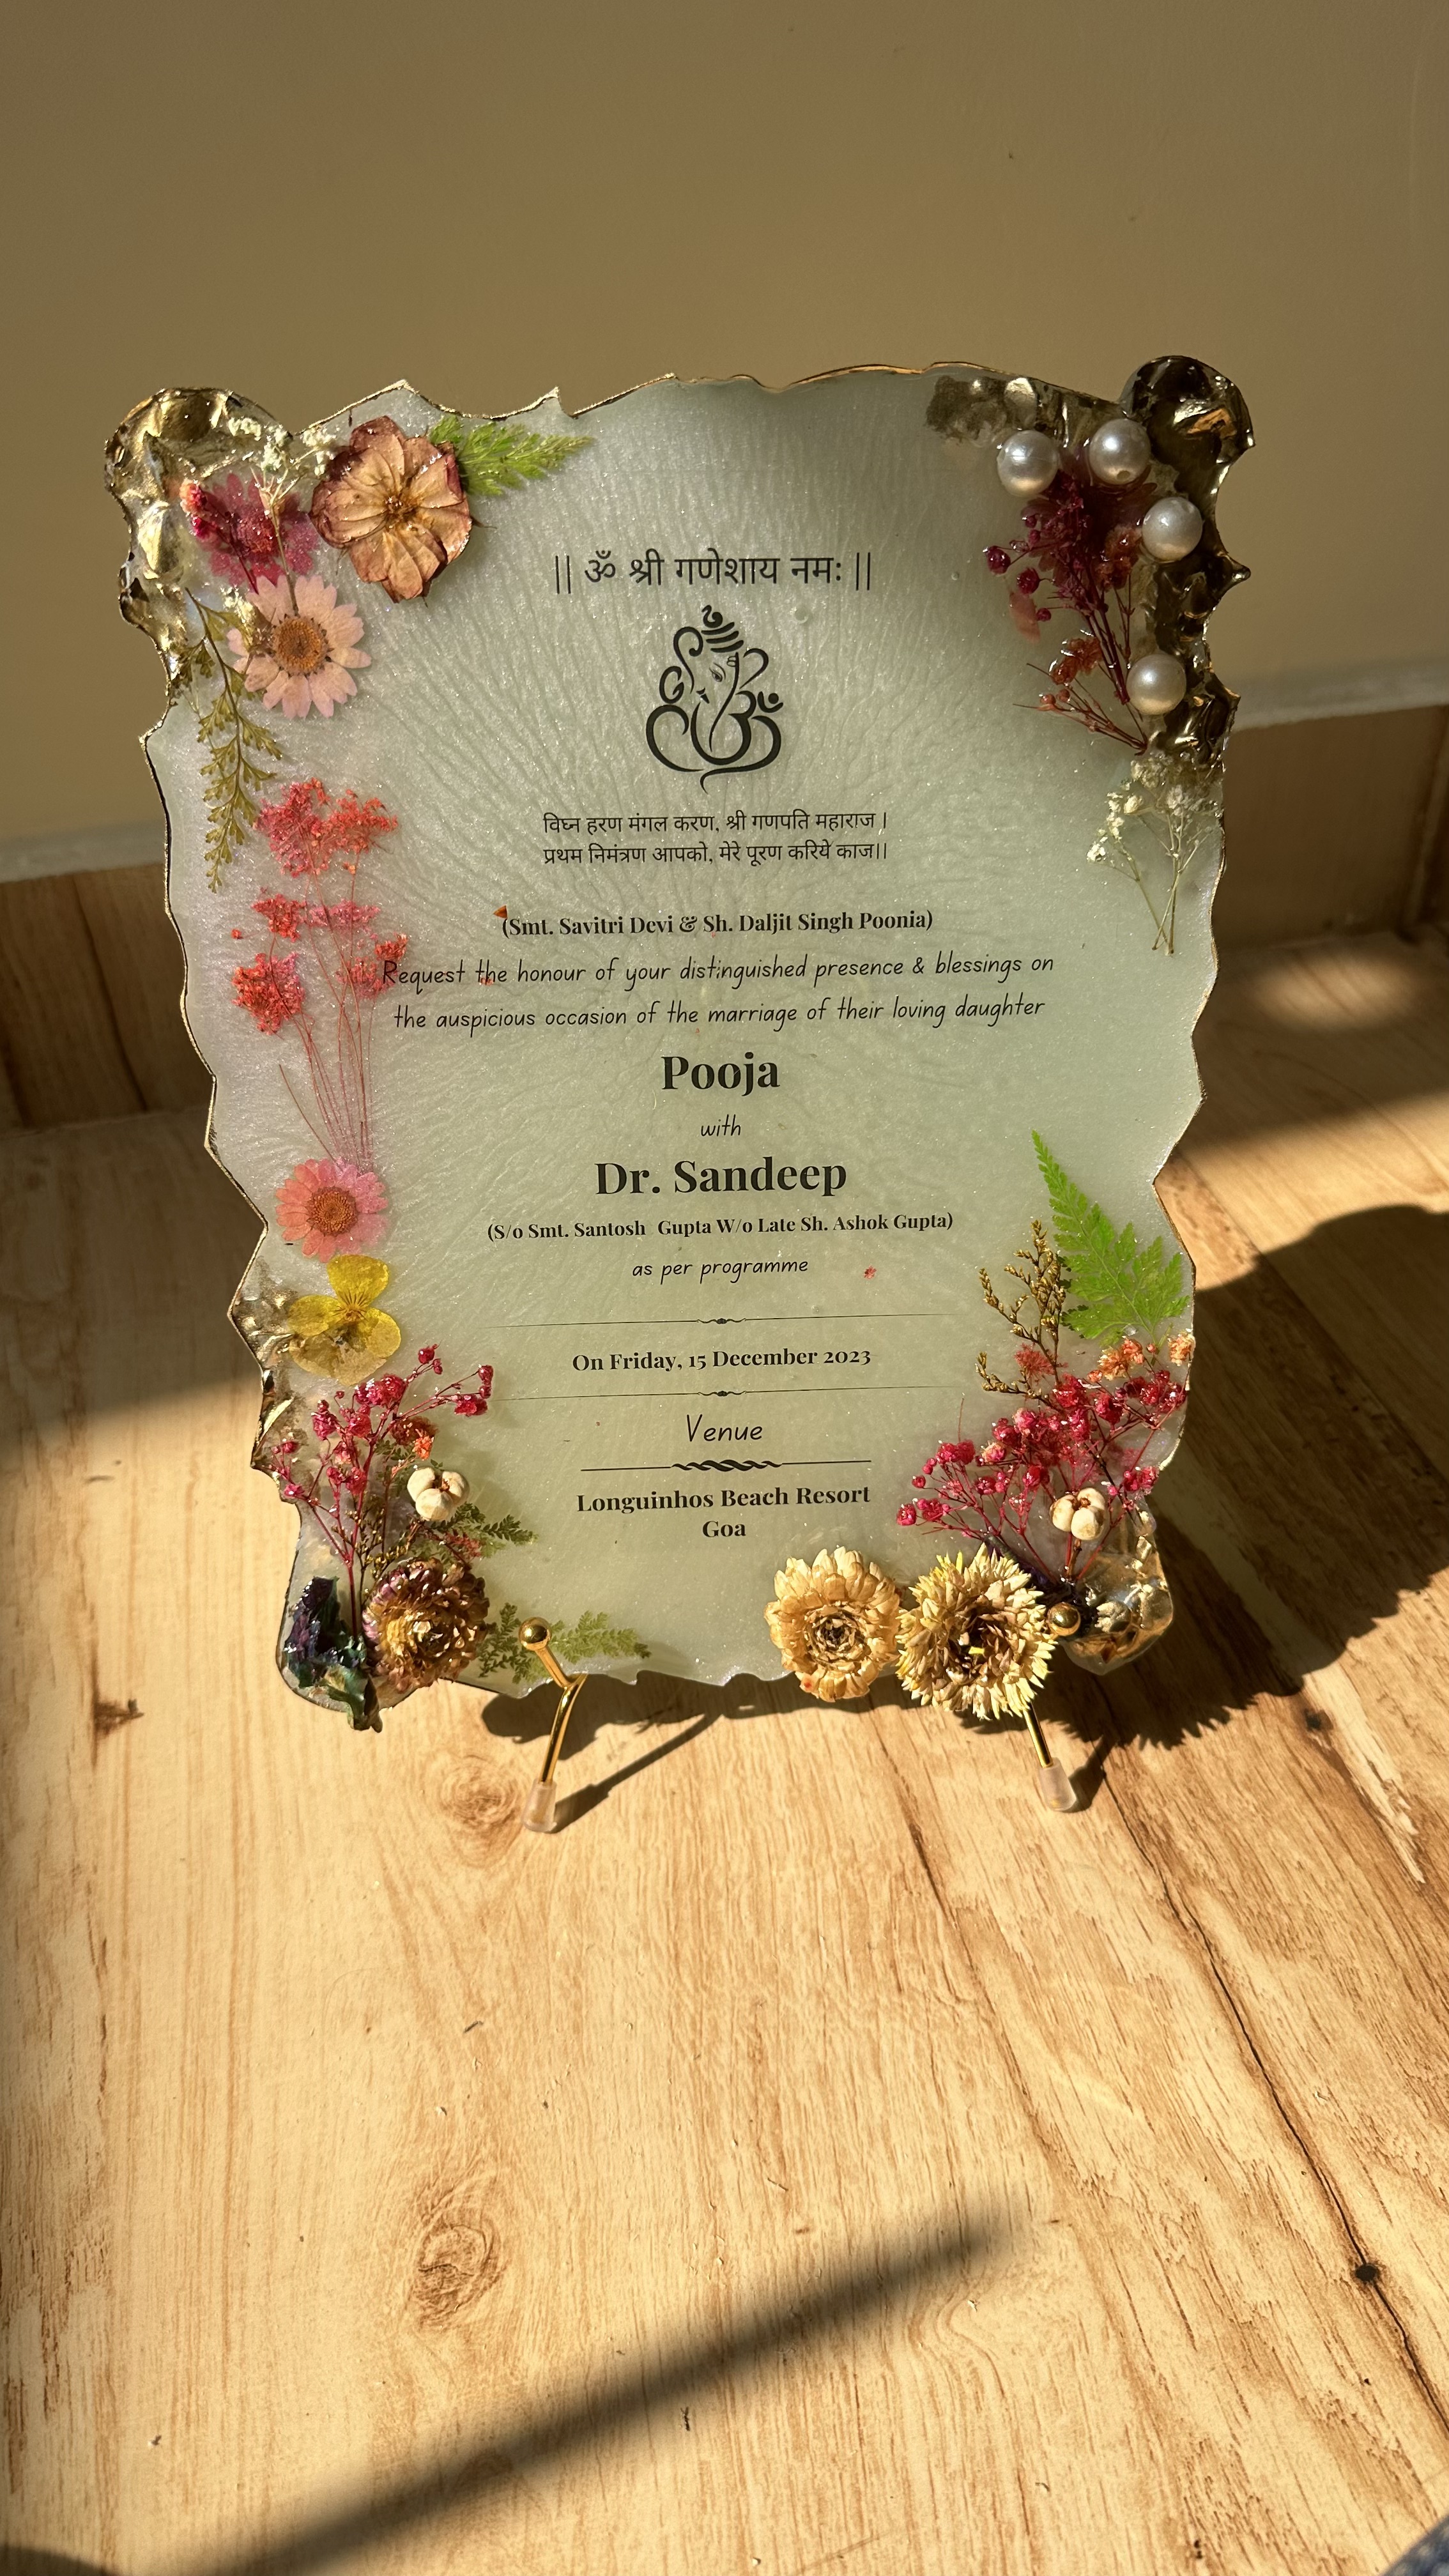 || ॐ श्री गणेशाय नमः ||
विघ्न हरण मंगल करण, श्री गणपति महाराज ।
प्रथम निमंत्रण आपको, मेरे पूरण करिये काज।।
(Smt. Savitri Devi & Sh. Daljit Singh Poonia)
Request the honour of your distinguished presence & blessings on
the auspicious occasion of the marriage of their loving daughter
Pooja
with
Dr. Sandeep
(S/o Smt. Santosh Gupta W/o Late Sh. Ashok Gupta)
as per programme
On Friday, 15 December 2023
Venue
Longuinhos Beach Resort
Goa